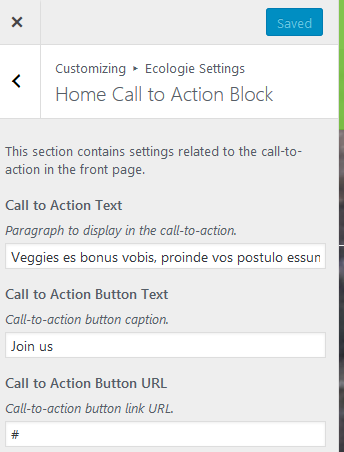 Saved
Customizing ▸ Ecologie Settings
Home Call to Action Block
This section contains settings related to the call-to-
action in the front page.
Call to Action Text
Paragraph to display in the call-to-action.
Veggies es bonus vobis, proinde vos postulo essum
Call to Action Button Text
Call-to-action button caption.
Join us
Call to Action Button URL
Call-to-action button link URL.
#